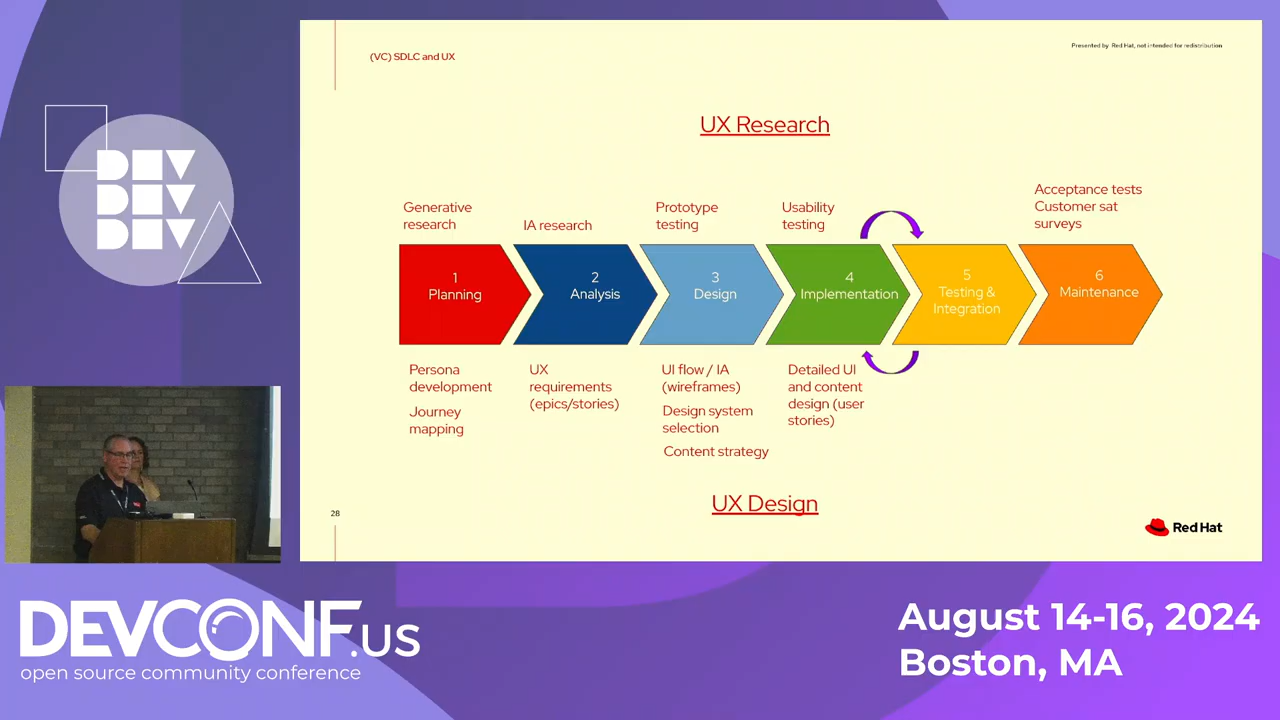 (VC) SDLC and UX
Presented by Red Hat, not intended for redistribution
UX Research
Generative
research
IA research
Prototype
testing
Usability
testing
Acceptance tests
Customer sat
surveys
1
Planning
2
Analysis
3
Design
4
Implementation
5
Testing &
Integration
6
Maintenance
Persona
development
Journey
mapping
UX
requirements
(epics/stories)
UI flow / IA
(wireframes)
Design system
selection
Content strategy
Detailed UI
and content
design (user
stories)
UX Design
28
Red Hat
DEV
DEV
DEV
DEVCONF.US
open source community conference
August 14-16, 2024
Boston, MA